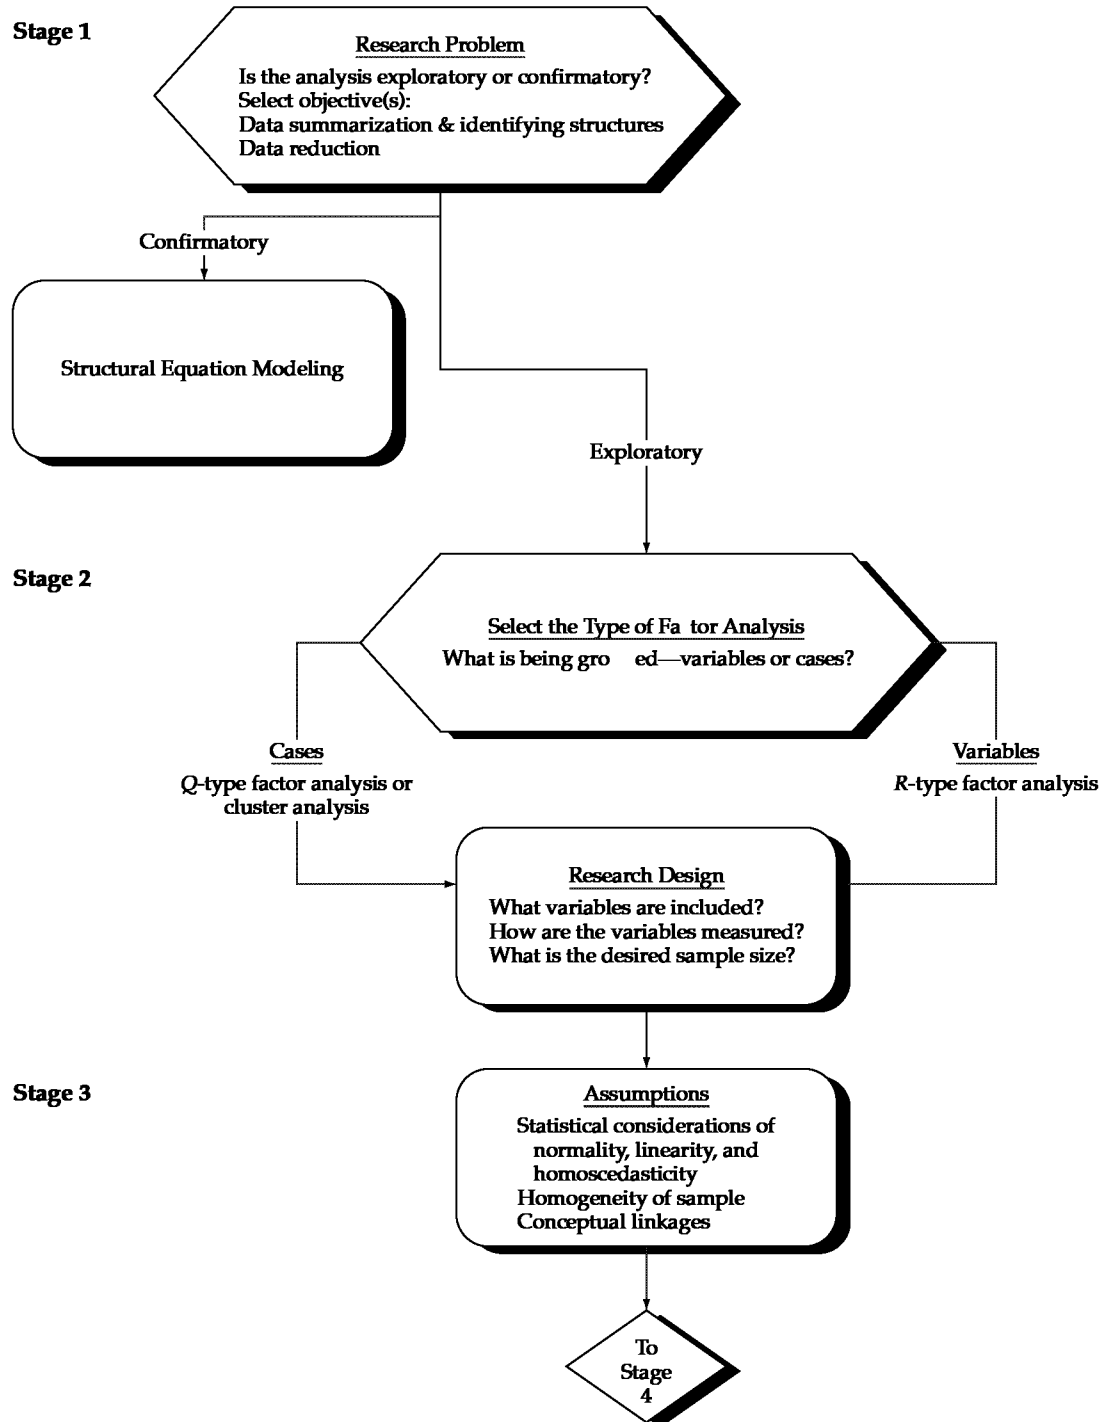 Stage 1
Research Problem
Is the analysis exploratory or confirmatory?
Select objective(s):
Data summarization & identifying structures
Data reduction
Confirmatory
Structural Equation Modeling
Exploratory
Stage 2
Select the Type of Fa tor Analysis
What is being gro ed—variables or cases?
Cases
Q-type factor analysis or
cluster analysis
Variables
R-type factor analysis
Research Design
What variables are included?
How are the variables measured?
What is the desired sample size?
Stage 3
Assumptions
Statistical considerations of
normality, linearity, and
homoscedasticity
Homogeneity of sample
Conceptual linkages
To
Stage
4